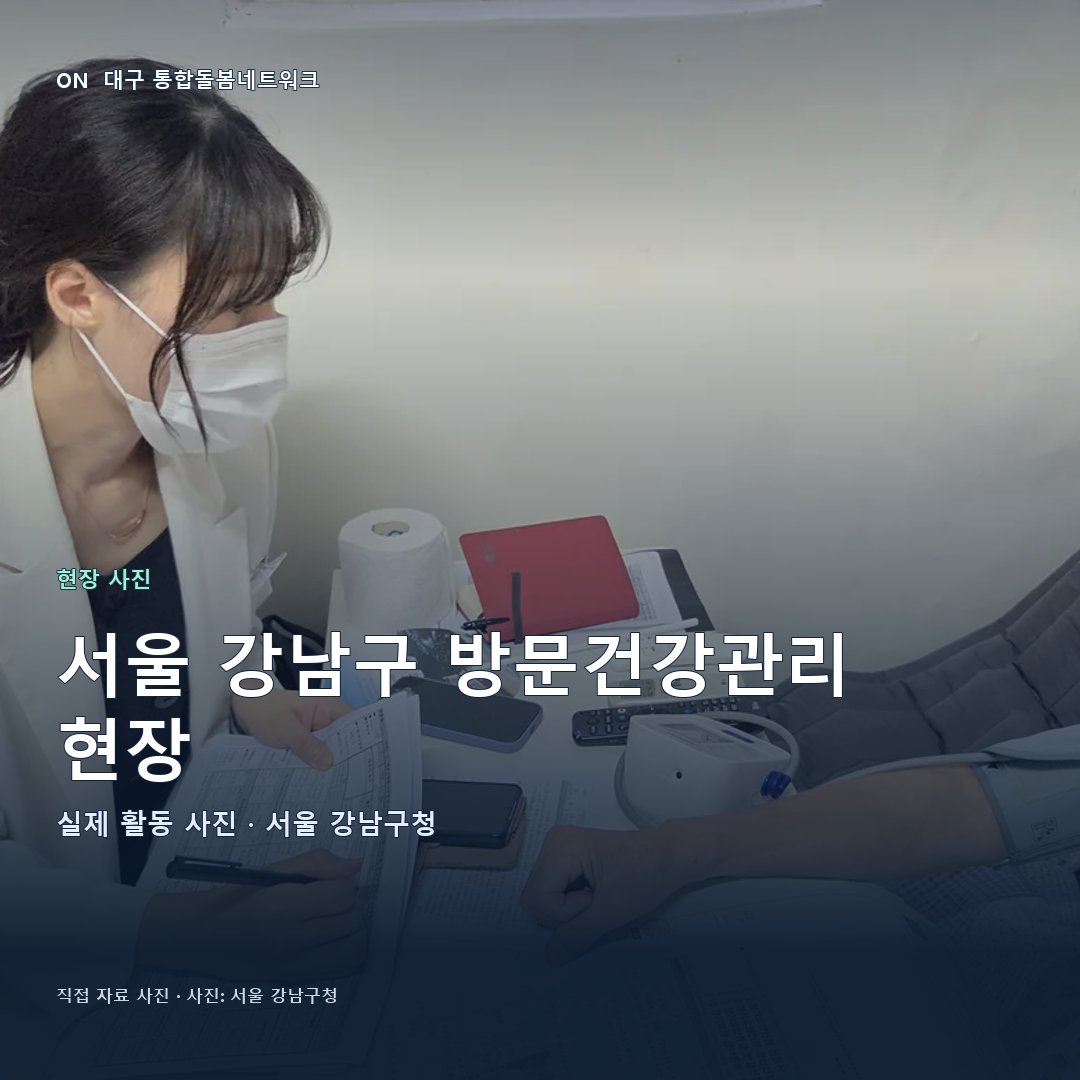 ON 대구 통합돌봄네트워크
현장 사진
서울 강남구 방문건강관리
현장
실제 활동 사진 · 서울 강남구청
직접 자료 사진 · 사진: 서울 강남구청